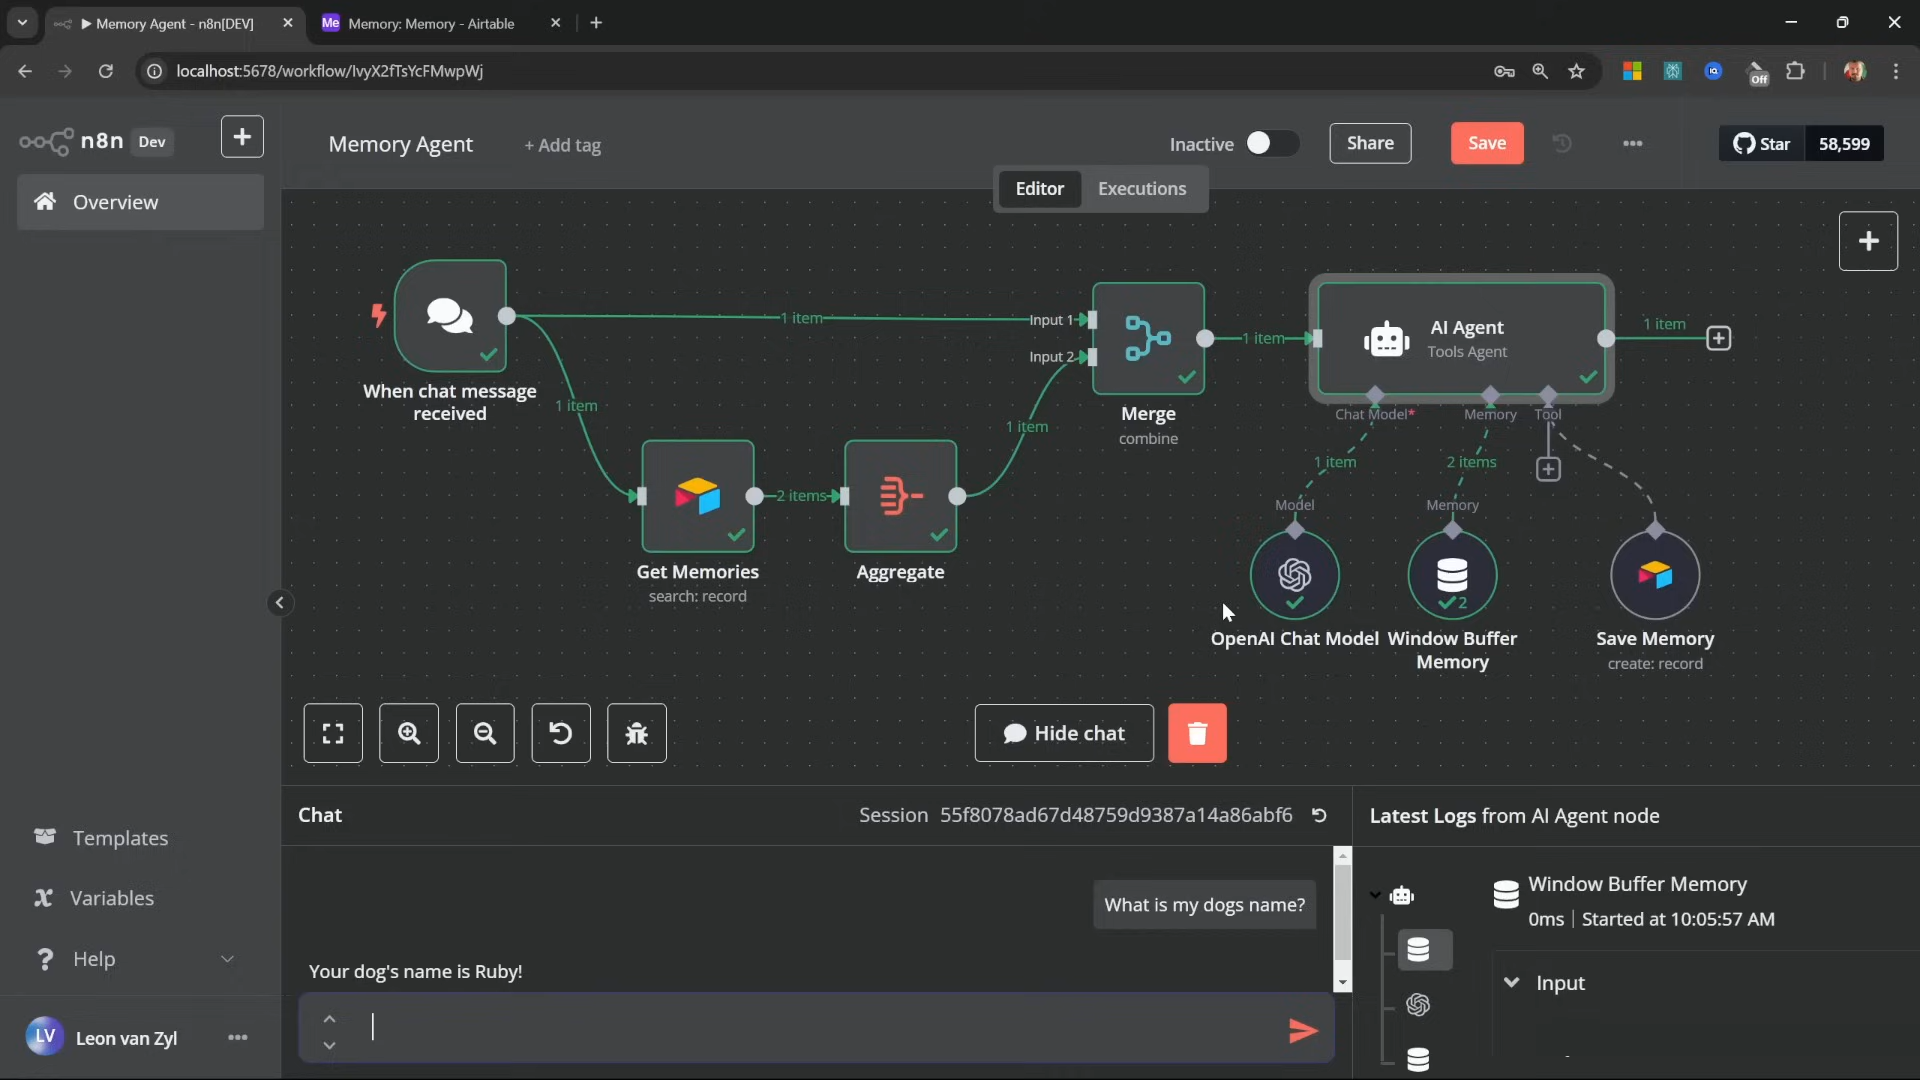 ▶ Memory Agent - n8n[DEV]
Me
Memory: Memory - Airtable
localhost:5678/workflow/IvyX2fTsYcFMwpWj
Off
n8n
Dev
Memory Agent
+ Add tag
Inactive
Share
Save
Star
58,599
Overview
Editor
Executions
1 item
Input 1
1 item
AI Agent
Tools Agent
1 item
Input 2
When chat message
received
1 item
Merge
combine
1 item
Chat Model*
Memory
Tool
1 item
2 items
2 items
Model
Memory
Get Memories
search: record
Aggregate
2
OpenAI Chat Model
Window Buffer
Memory
Save Memory
create: record
Hide chat
Chat
Session 55f8078ad67d48759d9387a14a86abf6
Latest Logs from AI Agent node
Templates
Variables
Help
What is my dogs name?
Your dog's name is Ruby!
Window Buffer Memory
0ms | Started at 10:05:57 AM
Input
LV
Leon van Zyl